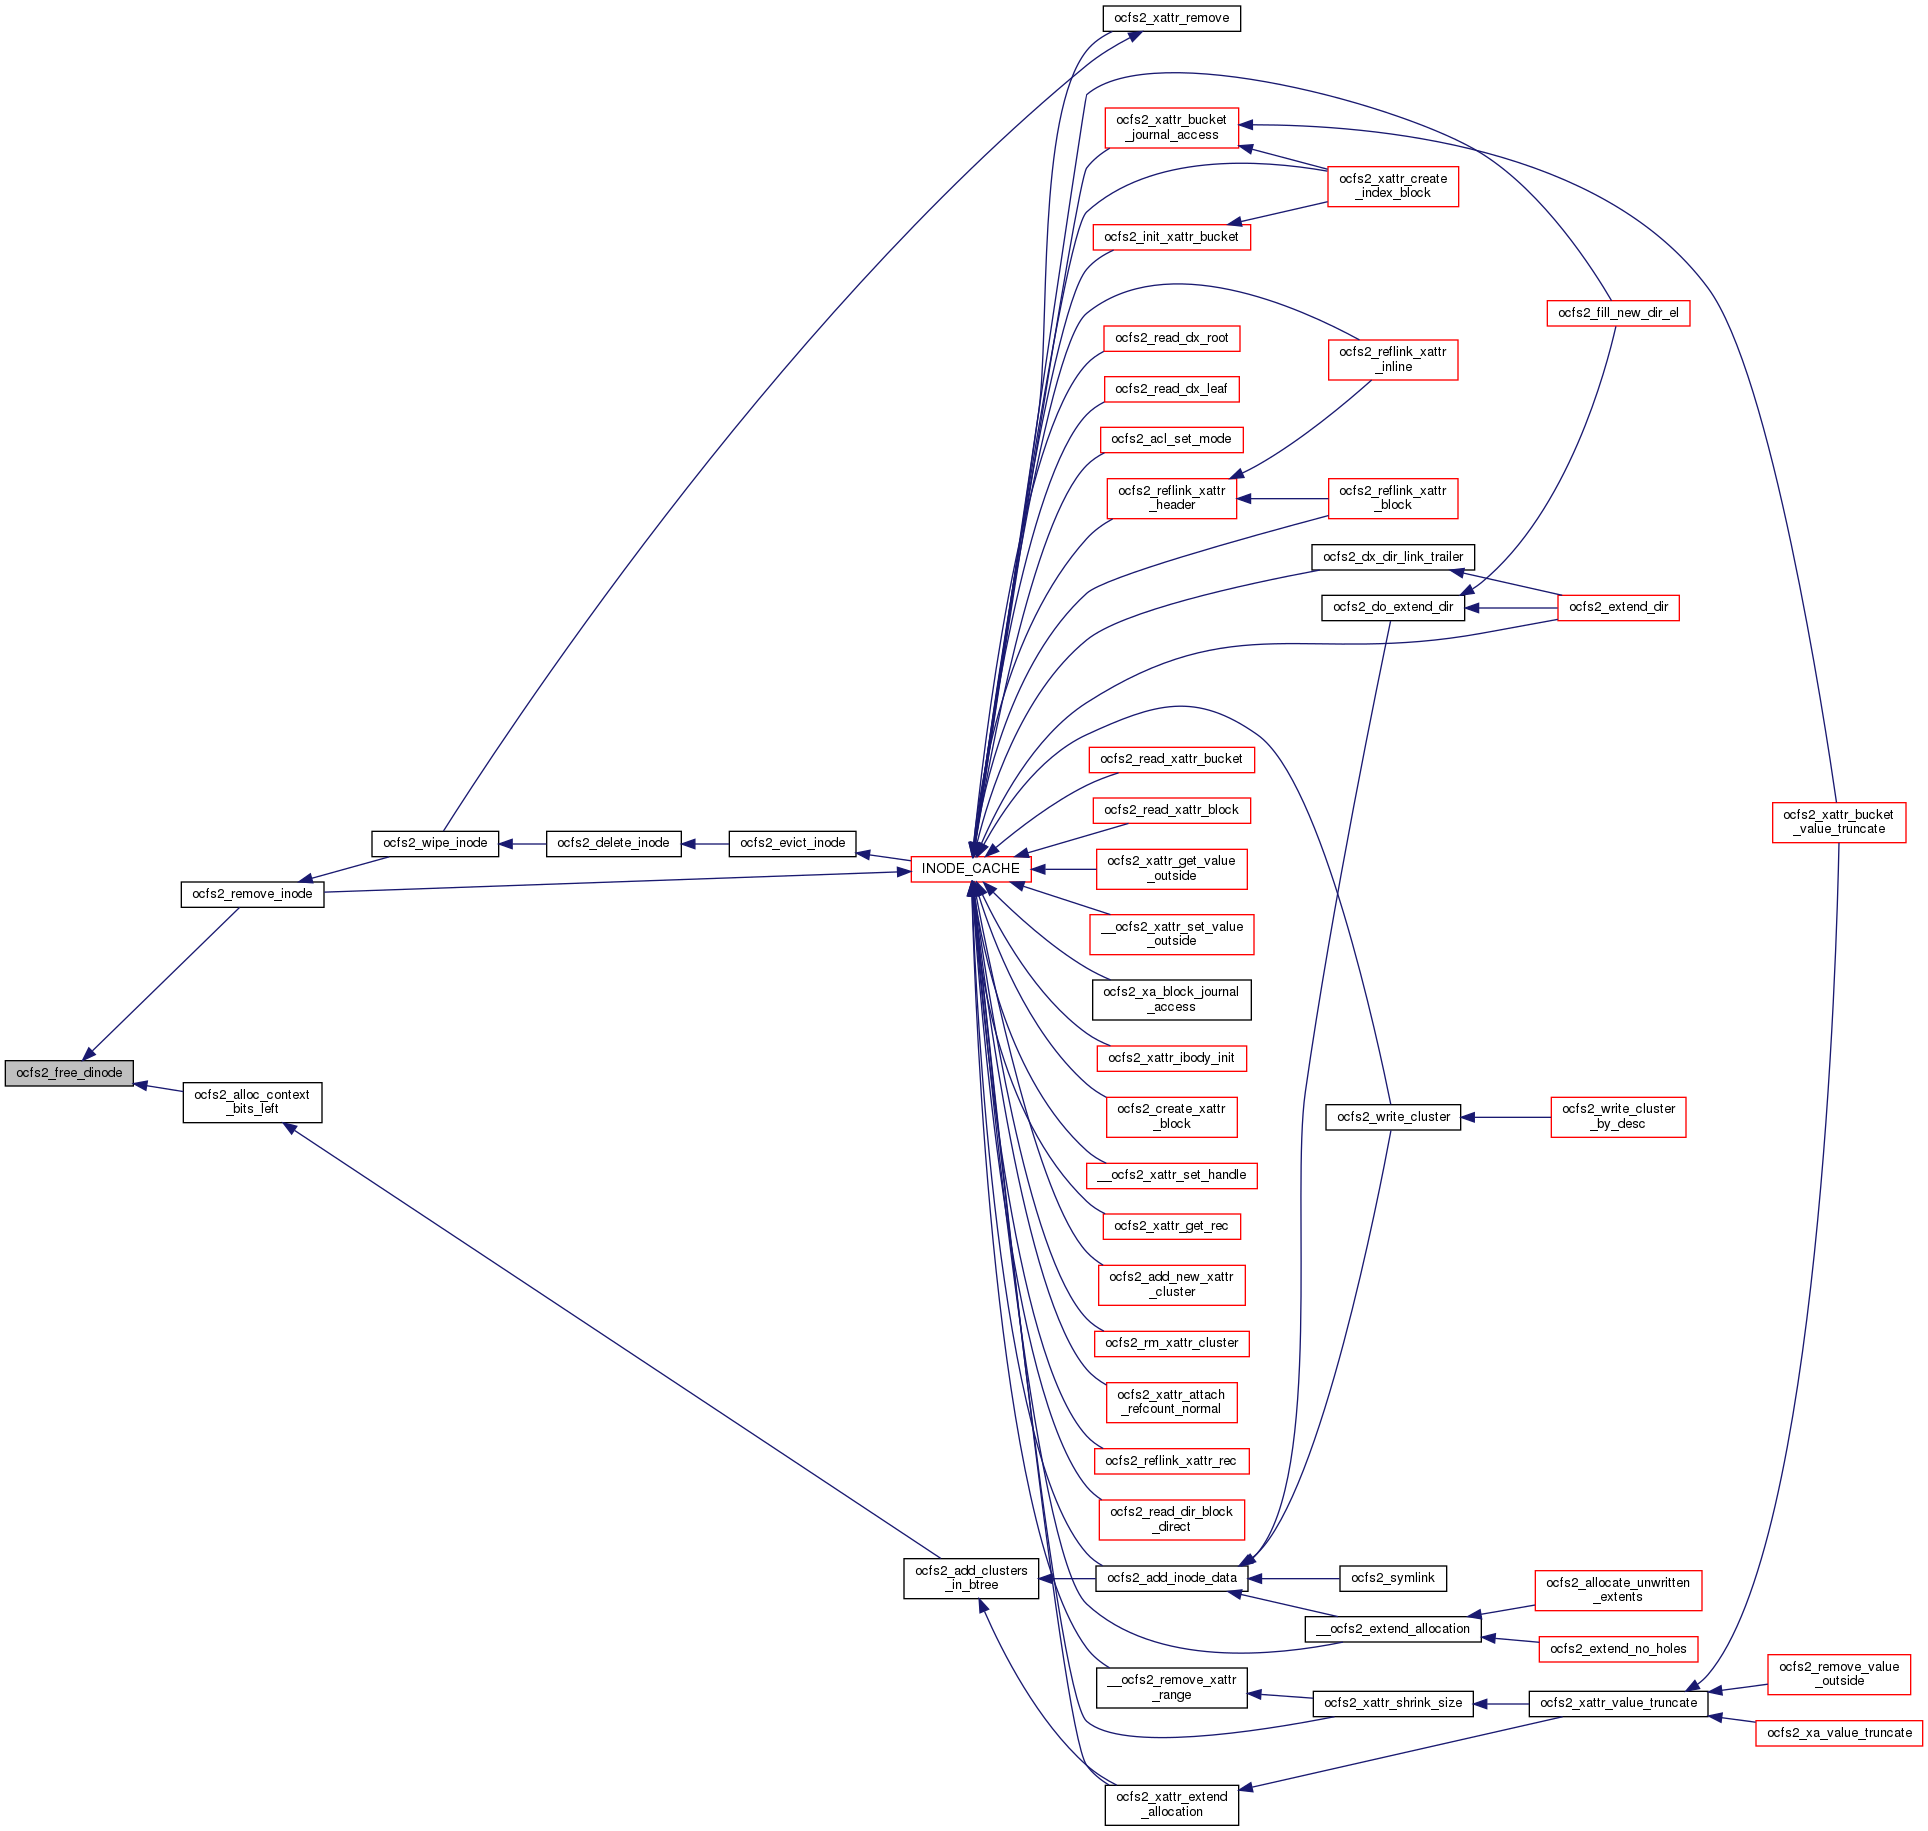 ocfs2_xattr_remove
ocfs2_xattr_bucket
_journal_access
ocfs2_xattr_create
_index_block
ocfs2_init_xattr_bucket
ocfs2_fill_new_dir_el
ocfs2_read_dx_root
ocfs2_reflink_xattr
_inline
ocfs2_read_dx_leaf
ocfs2_acl_set_mode
ocfs2_reflink_xattr
_header
ocfs2_reflink_xattr
_block
ocfs2_dx_dir_link_trailer
ocfs2_do_extend_dir
ocfs2_extend_dir
ocfs2_read_xattr_bucket
ocfs2_read_xattr_block
ocfs2_xattr_bucket
_value_truncate
ocfs2_wipe_inode
ocfs2_delete_inode
ocfs2_evict_inode
INODE_CACHE
ocfs2_xattr_get_value
_outside
ocfs2_remove_inode
__ocfs2_xattr_set_value
_outside
ocfs2_xa_block_journal
_access
ocfs2_xattr_ibody_init
ocfs2_free_dinode
ocfs2_alloc_context
_bits_left
ocfs2_create_xattr
_block
ocfs2_write_cluster
ocfs2_write_cluster
_by_desc
__ocfs2_xattr_set_handle
ocfs2_xattr_get_rec
ocfs2_add_new_xattr
_cluster
ocfs2_rm_xattr_cluster
ocfs2_xattr_attach
_refcount_normal
ocfs2_reflink_xattr_rec
ocfs2_read_dir_block
_direct
ocfs2_add_clusters
_in_btree
ocfs2_add_inode_data
ocfs2_symlink
ocfs2_allocate_unwritten
_extents
__ocfs2_extend_allocation
ocfs2_extend_no_holes
__ocfs2_remove_xattr
_range
ocfs2_xattr_shrink_size
ocfs2_xattr_value_truncate
ocfs2_remove_value
_outside
ocfs2_xa_value_truncate
ocfs2_xattr_extend
_allocation